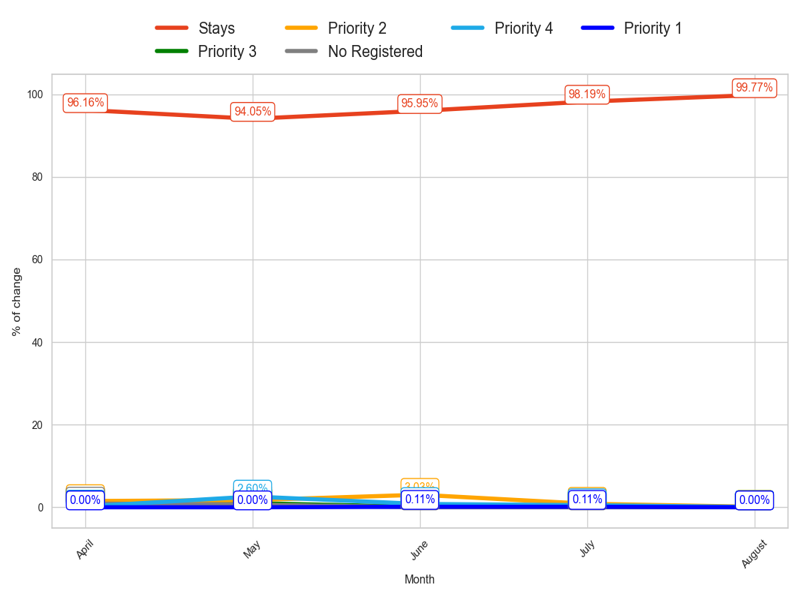 Stays Priority 2 Priority 4 Priority 1
Priority 3 No Registered
100
80
60
40
20
0
% of change
96.16% 94.05% 95.95% 98.19% 99.77%
2.60% 3.03%
0.00% 0.00% 0.11% 0.11% 0.00%
April May June July August
Month